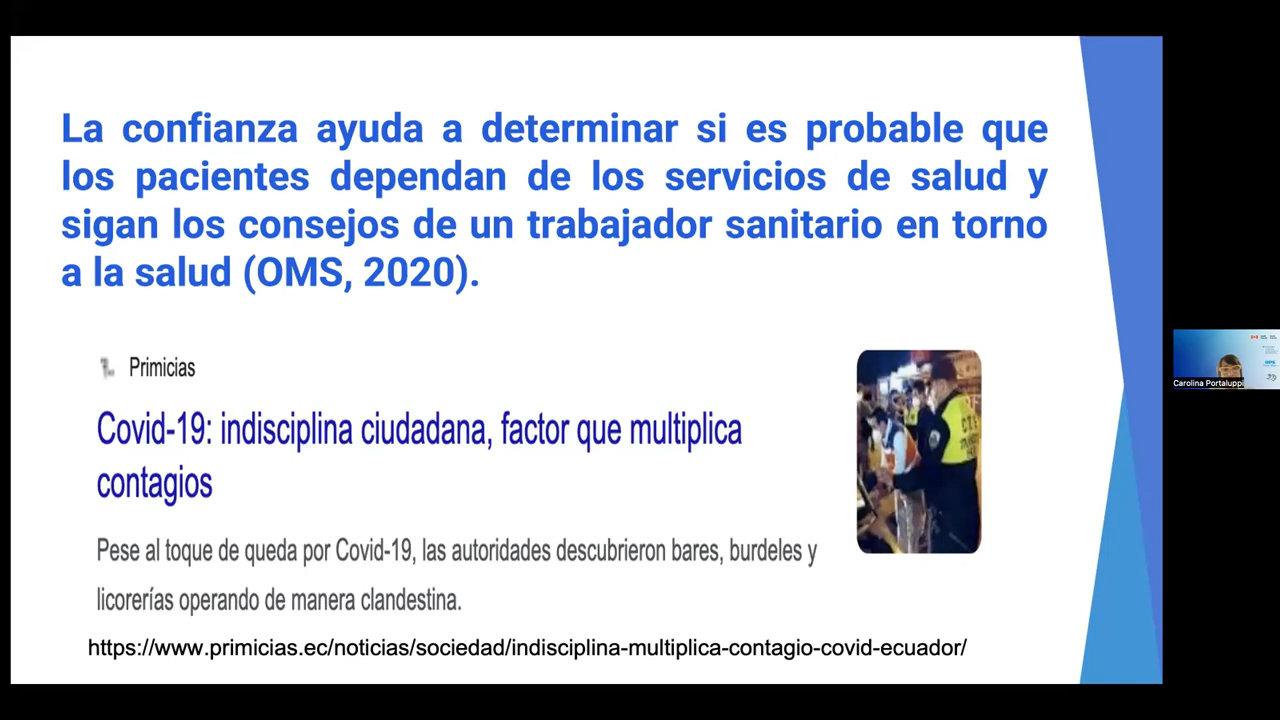 La confianza ayuda a determinar si es probable que
los pacientes dependan de los servicios de salud y
sigan los consejos de un trabajador sanitario en torno
a la salud (OMS, 2020).
Primicias
Covid-19: indisciplina ciudadana, factor que multiplica
contagios
Pese al toque de queda por Covid-19, las autoridades descubrieron bares, burdeles y
licorerías operando de manera clandestina.
https://www.primicias.ec/noticias/sociedad/indisciplina-multiplica-contagio-covid-ecuador/
Carolina Portaluppi